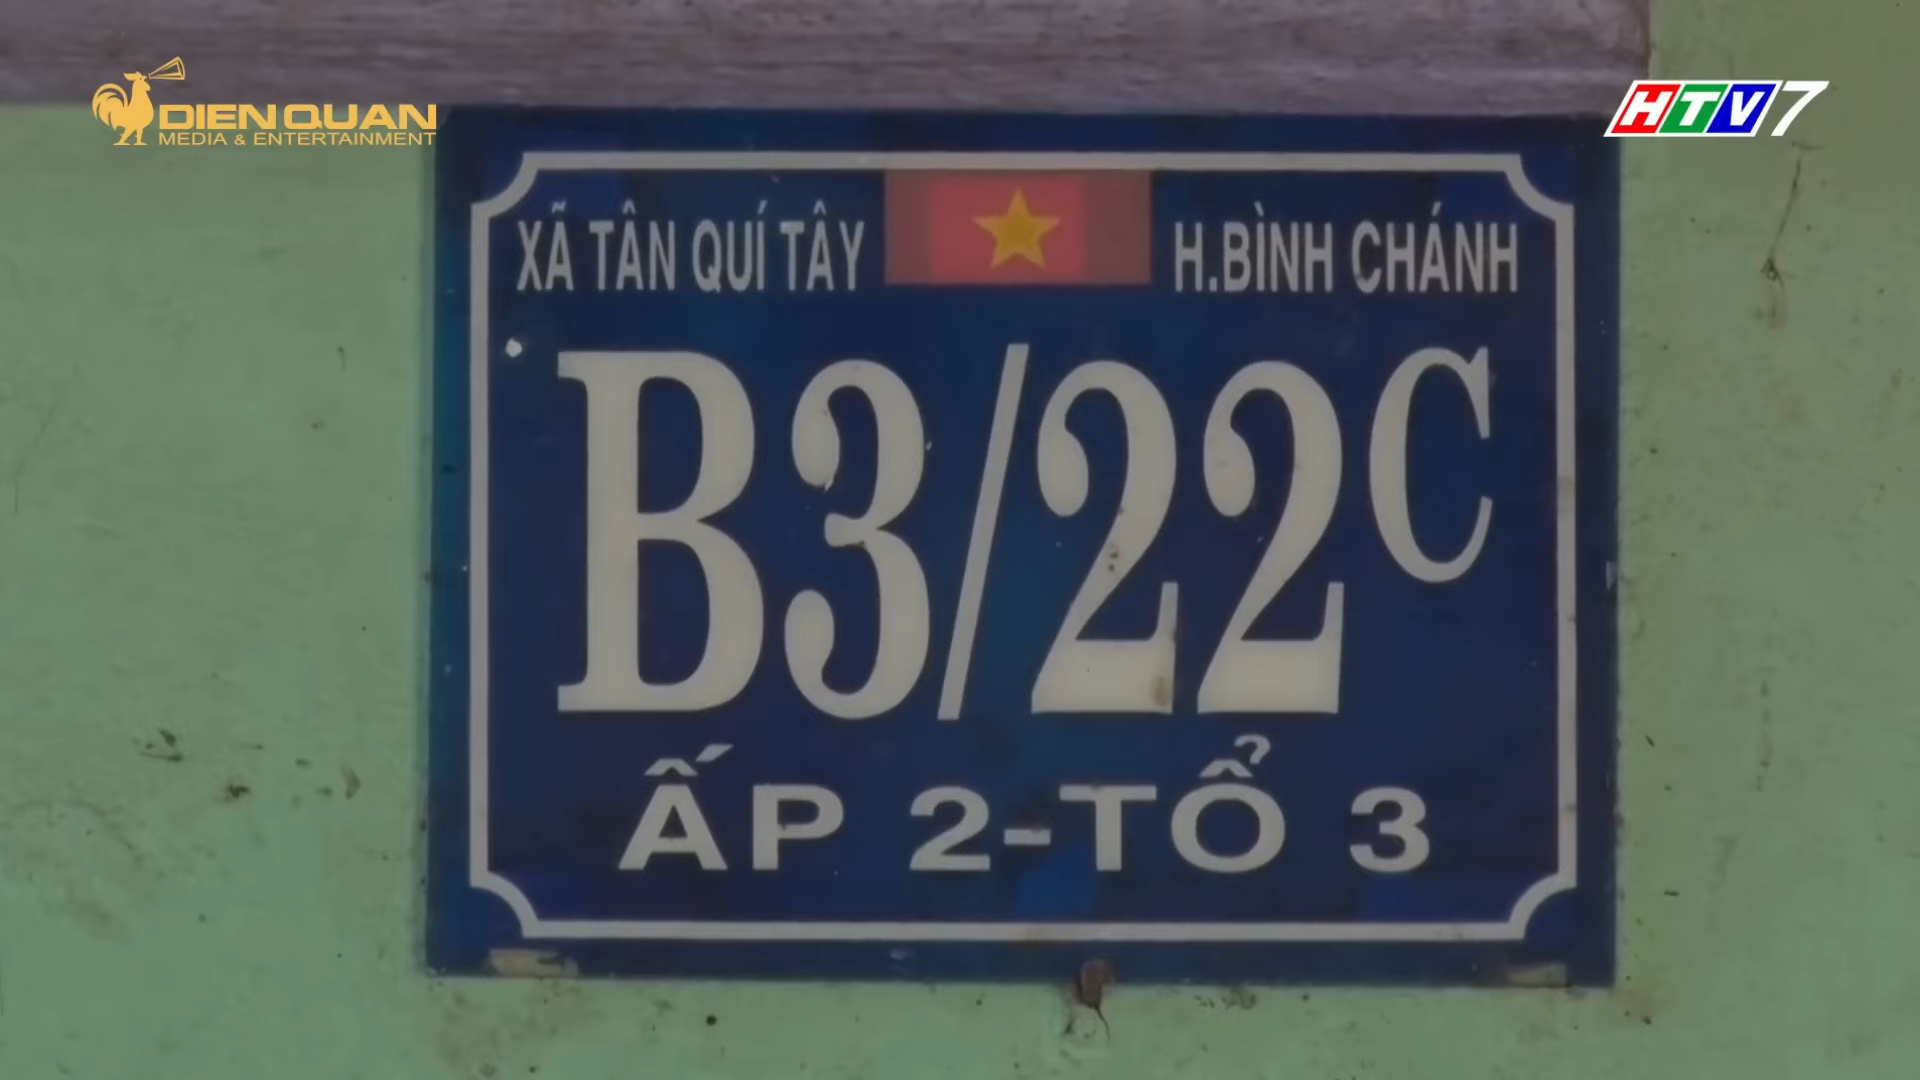 DIEN QUAN
MEDIA & ENTERTAINMENT
HTV7
XÃ TÂN QUÍ TÂY
H.BÌNH CHÁNH
B3/22C
ẤP 2-TỔ 3